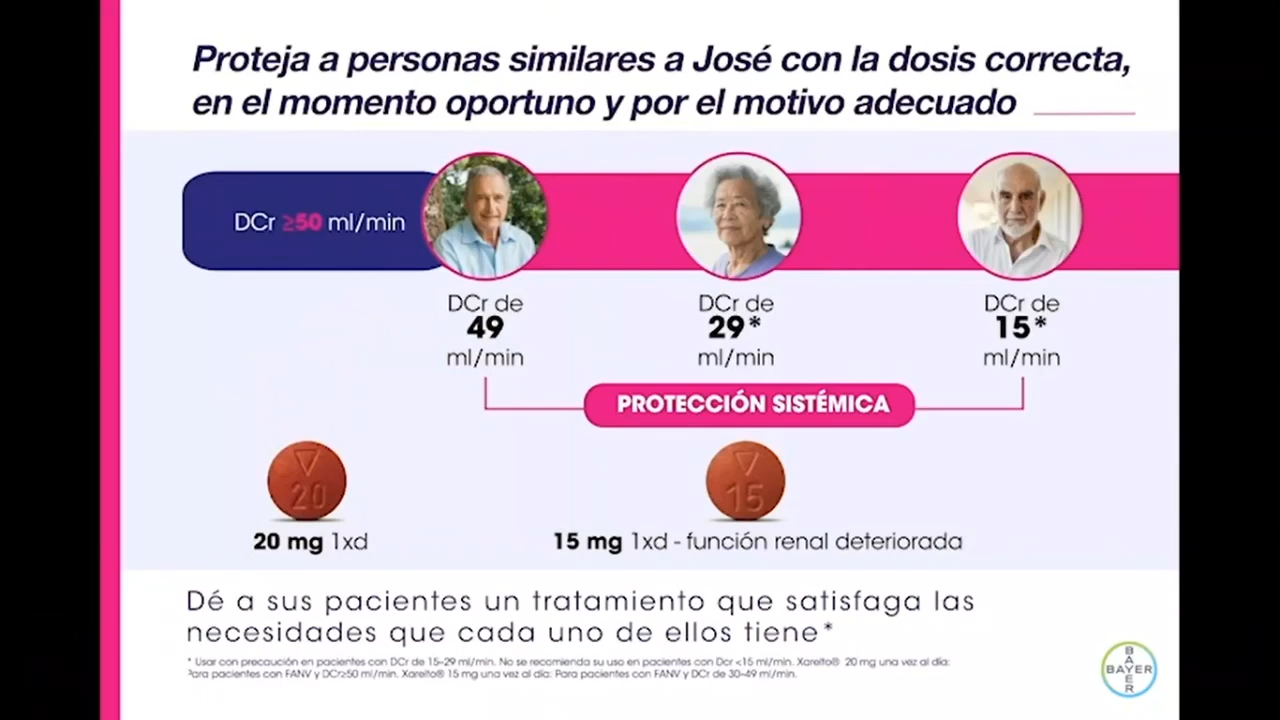 Proteja a personas similares a José con la dosis correcta,
en el momento oportuno y por el motivo adecuado
DCr ≥50 ml/min
DCr de
49
ml/min
DCr de
29*
ml/min
DCr de
15*
ml/min
PROTECCIÓN SISTÉMICA
20
15
20 mg 1xd
15 mg 1xd - función renal deteriorada
Dé a sus pacientes un tratamiento que satisfaga las
necesidades que cada uno de ellos tiene*
* Usar con precaución en pacientes con DCr de 15-29 ml/min. No se recomienda su uso en pacientes con Dcr <15 ml/min. Xarelto® 20 mg una vez al día:
Para pacientes con FANV y DCr≥50 ml/min. Xarelto® 15 mg una vez al día: Para pacientes con FANV y DCr de 30-49 ml/min.
BAYER
BAYER